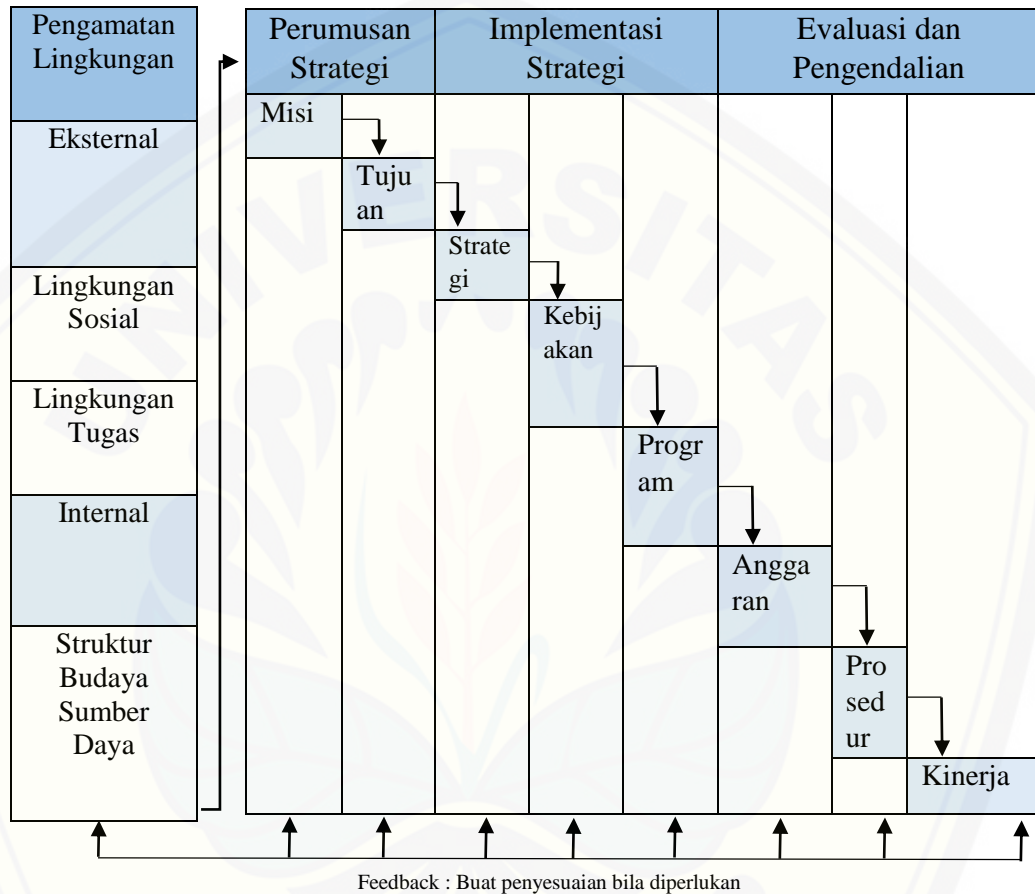 Pengamatan
Lingkungan
Eksternal
Lingkungan
Sosial
Lingkungan
Tugas
Internal
Struktur
Budaya
Sumber
Daya
Perumusan
Strategi
Implementasi
Strategi
Evaluasi dan
Pengendalian
Misi
Tuju
an
Strate
gi
Kebij
akan
Progr
am
Angga
ran
Pro
sed
ur
Kinerja
Feedback : Buat penyesuaian bila diperlukan
UNIVERSITAS